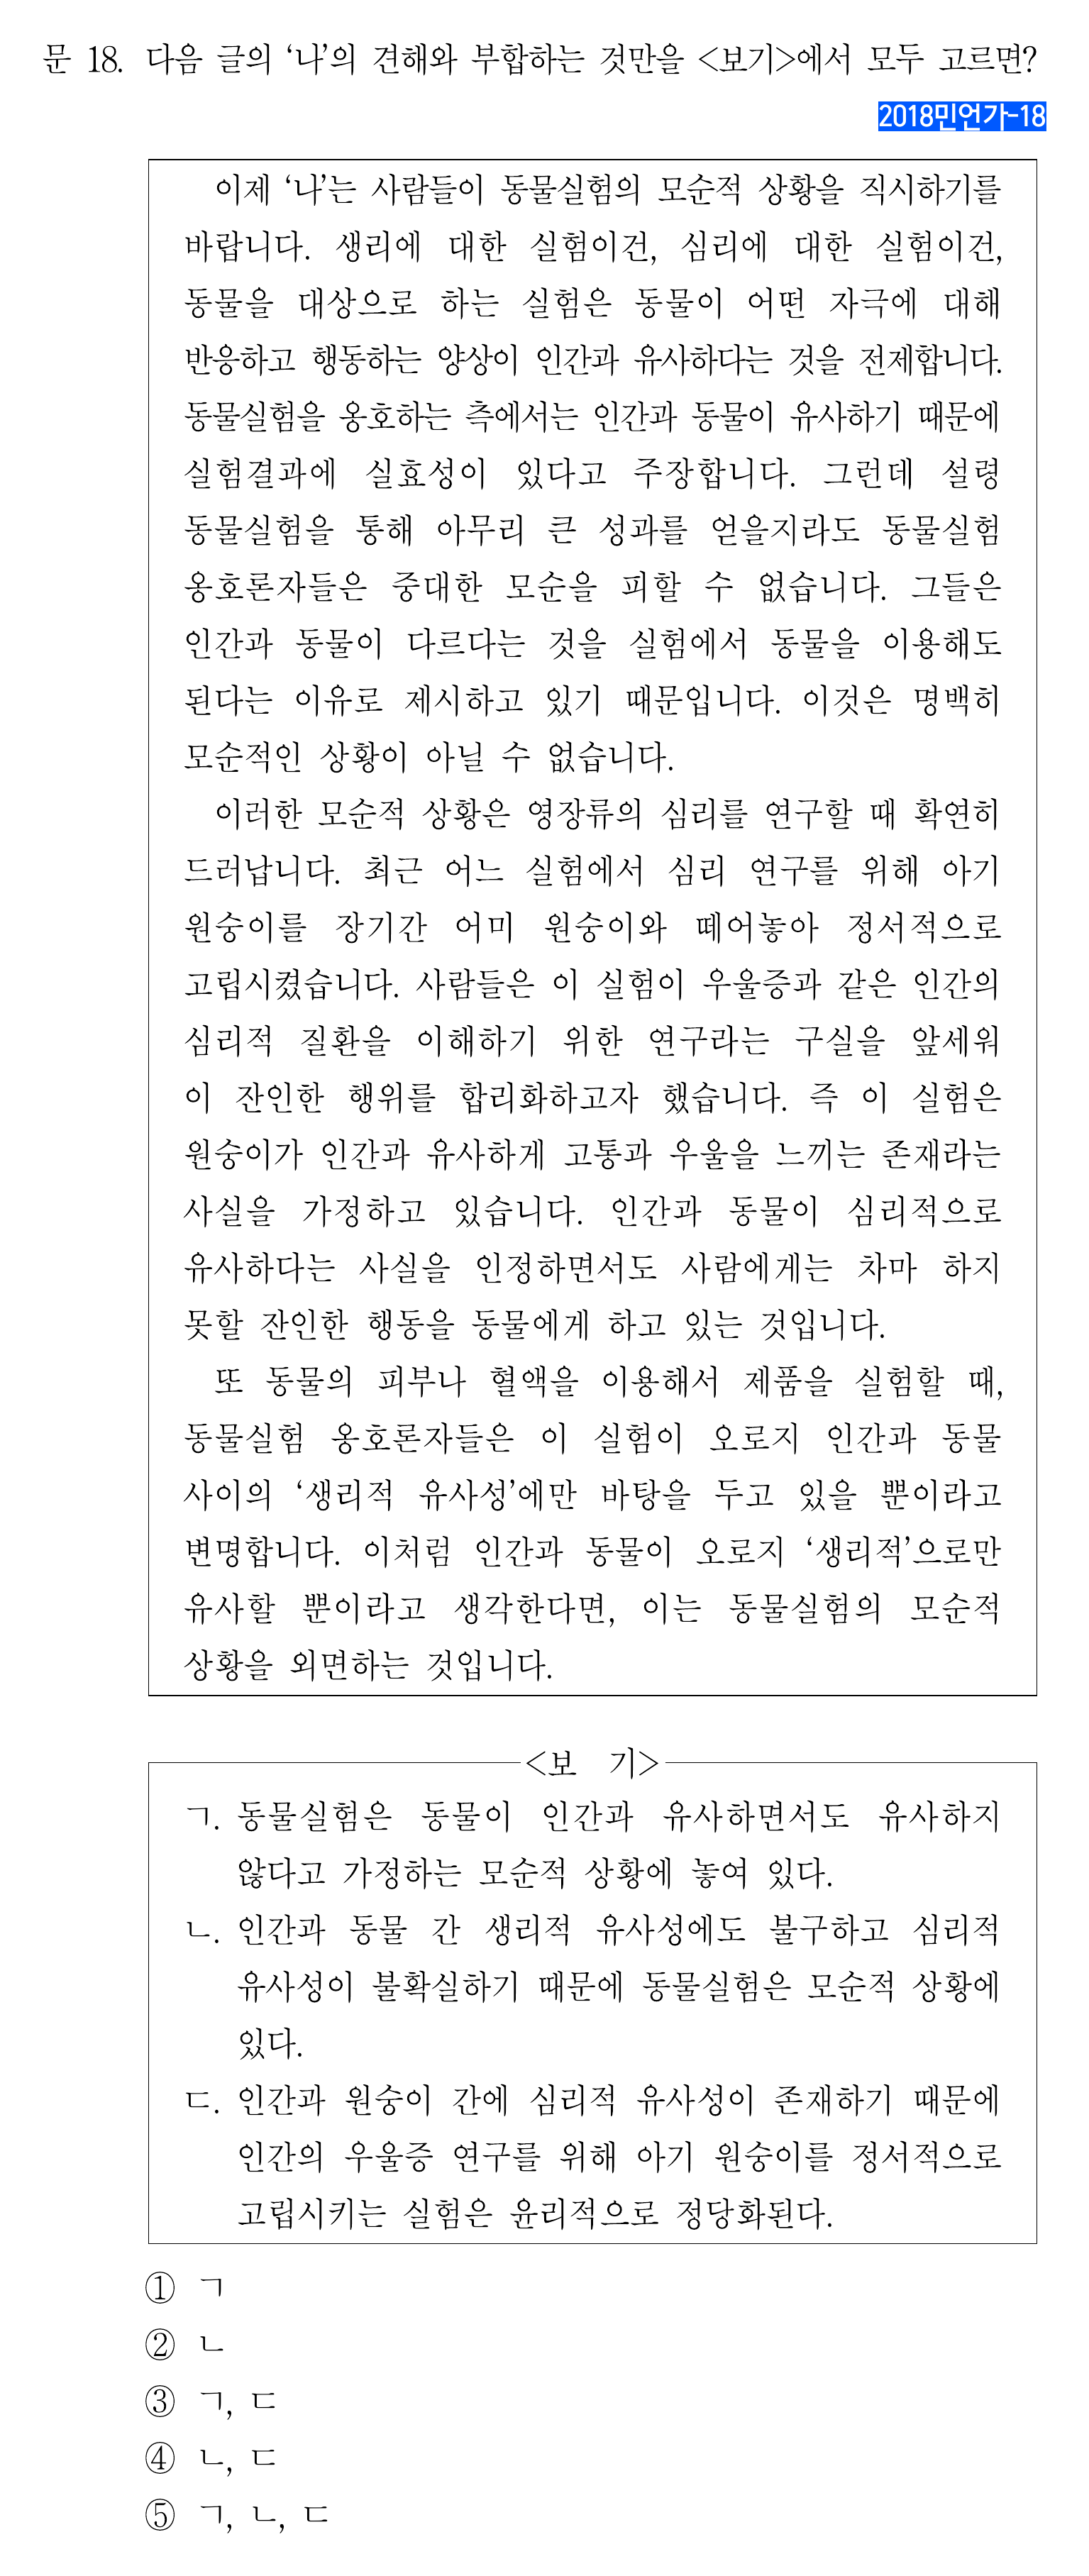 문 18. 다음 글의 ‘나’의 견해와 부합하는 것만을 <보기>에서 모두 고르면?
2018민언가-18
이제 ‘나’는 사람들이 동물실험의 모순적 상황을 직시하기를
바랍니다. 생리에 대한 실험이건, 심리에 대한 실험이건,
동물을 대상으로 하는 실험은 동물이 어떤 자극에 대해
반응하고 행동하는 양상이 인간과 유사하다는 것을 전제합니다.
동물실험을 옹호하는 측에서는 인간과 동물이 유사하기 때문에
실험결과에 실효성이 있다고 주장합니다. 그런데 설령
동물실험을 통해 아무리 큰 성과를 얻을지라도 동물실험
옹호론자들은 중대한 모순을 피할 수 없습니다. 그들은
인간과 동물이 다르다는 것을 실험에서 동물을 이용해도
된다는 이유로 제시하고 있기 때문입니다. 이것은 명백히
모순적인 상황이 아닐 수 없습니다.
이러한 모순적 상황은 영장류의 심리를 연구할 때 확연히
드러납니다. 최근 어느 실험에서 심리 연구를 위해 아기
원숭이를 장기간 어미 원숭이와 떼어놓아 정서적으로
고립시켰습니다. 사람들은 이 실험이 우울증과 같은 인간의
심리적 질환을 이해하기 위한 연구라는 구실을 앞세워
이 잔인한 행위를 합리화하고자 했습니다. 즉 이 실험은
원숭이가 인간과 유사하게 고통과 우울을 느끼는 존재라는
사실을 가정하고 있습니다. 인간과 동물이 심리적으로
유사하다는 사실을 인정하면서도 사람에게는 차마 하지
못할 잔인한 행동을 동물에게 하고 있는 것입니다.
또 동물의 피부나 혈액을 이용해서 제품을 실험할 때,
동물실험 옹호론자들은 이 실험이 오로지 인간과 동물
사이의 ‘생리적 유사성’에만 바탕을 두고 있을 뿐이라고
변명합니다. 이처럼 인간과 동물이 오로지 ‘생리적’으로만
유사할 뿐이라고 생각한다면, 이는 동물실험의 모순적
상황을 외면하는 것입니다.
<보 기>
ㄱ. 동물실험은 동물이 인간과 유사하면서도 유사하지
않다고 가정하는 모순적 상황에 놓여 있다.
ㄴ. 인간과 동물 간 생리적 유사성에도 불구하고 심리적
유사성이 불확실하기 때문에 동물실험은 모순적 상황에
있다.
ㄷ. 인간과 원숭이 간에 심리적 유사성이 존재하기 때문에
인간의 우울증 연구를 위해 아기 원숭이를 정서적으로
고립시키는 실험은 윤리적으로 정당화된다.
① ㄱ
② ㄴ
③ ㄱ, ㄷ
④ ㄴ, ㄷ
⑤ ㄱ, ㄴ, ㄷ